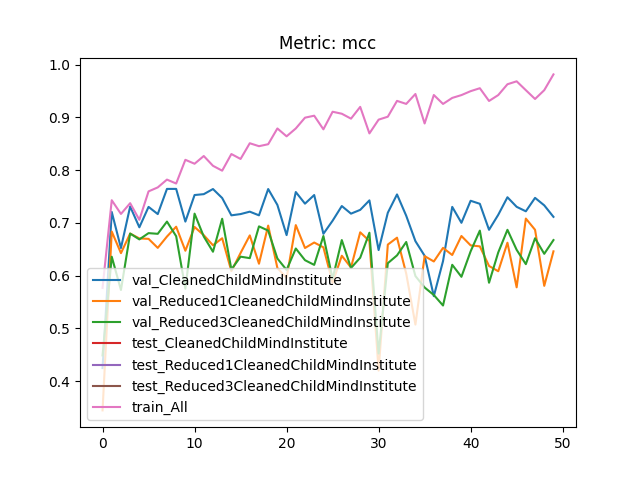 Metric: mcc
1.0
0.9
0.8
0.7
0.6
0.5
0.4
val_CleanedChildMindInstitute
val_Reduced1CleanedChildMindInstitute
val_Reduced3CleanedChildMindInstitute
test_CleanedChildMindInstitute
test_Reduced1CleanedChildMindInstitute
test_Reduced3CleanedChildMindInstitute
train_All
0 10 20 30 40 50